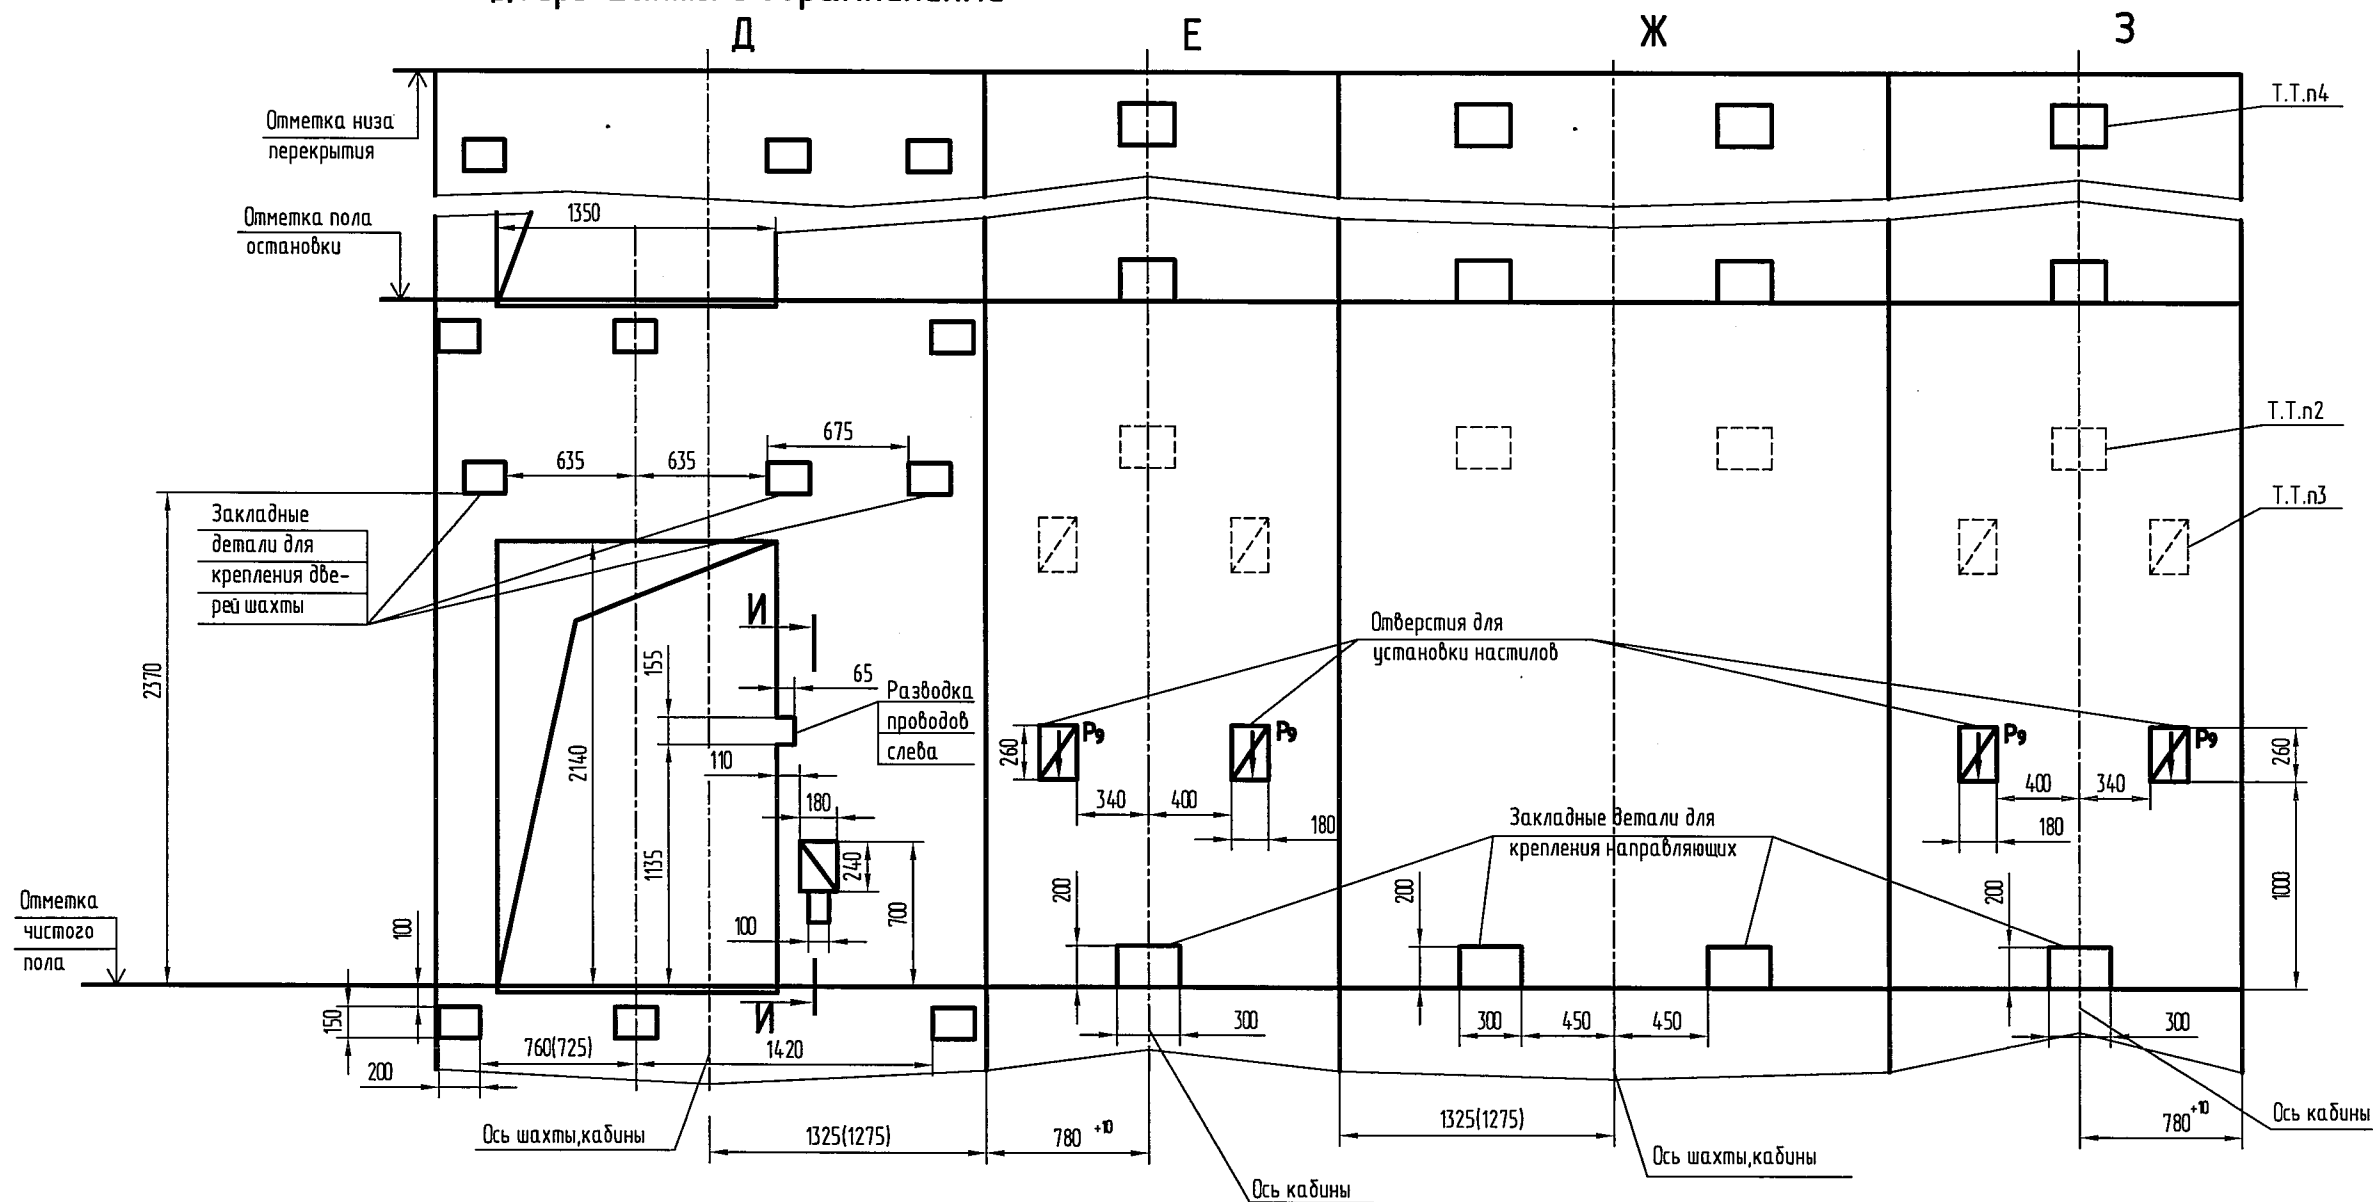 Д
Е
Ж
З
Отметка низа
перекрытия
Т.Т.п4
Отметка пола
остановки
1350
Т.Т.п2
675
635
635
Т.Т.п3
Закладные
детали для
крепления две-
рей шахты
И
Отверстия для
установки настилов
2370
155
65
Разводка
проводов
слева
2140
110
260
Р9
Р9
Р9
Р9
260
180
340
400
400
340
180
180
Закладные детали для
крепления направляющих
1135
240
700
100
200
200
200
1000
Отметка
чистого
пола
100
150
И
300
300
450
450
300
760(725)
1420
200
Ось шахты,кабины
1325(1275)
780 +10
1325(1275)
780+10
Ось кабины
Ось шахты,кабины
Ось кабины